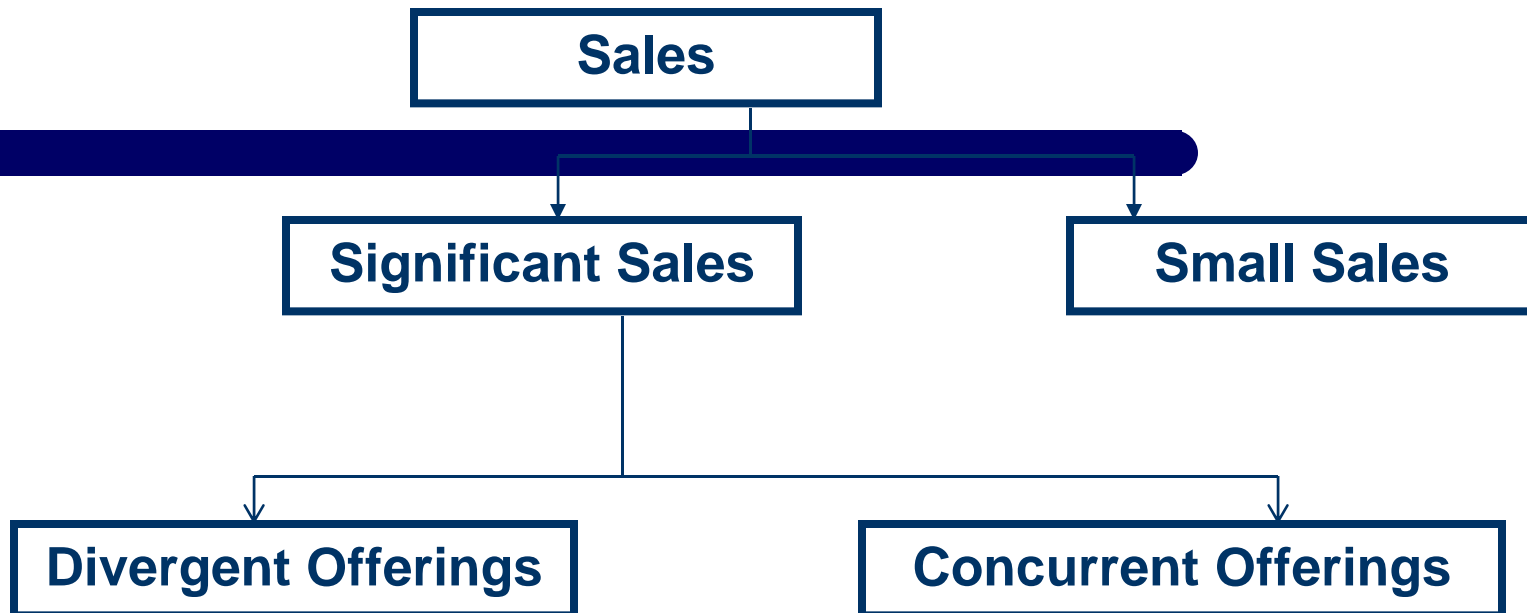 Sales
Significant Sales
Small Sales
Divergent Offerings
Concurrent Offerings